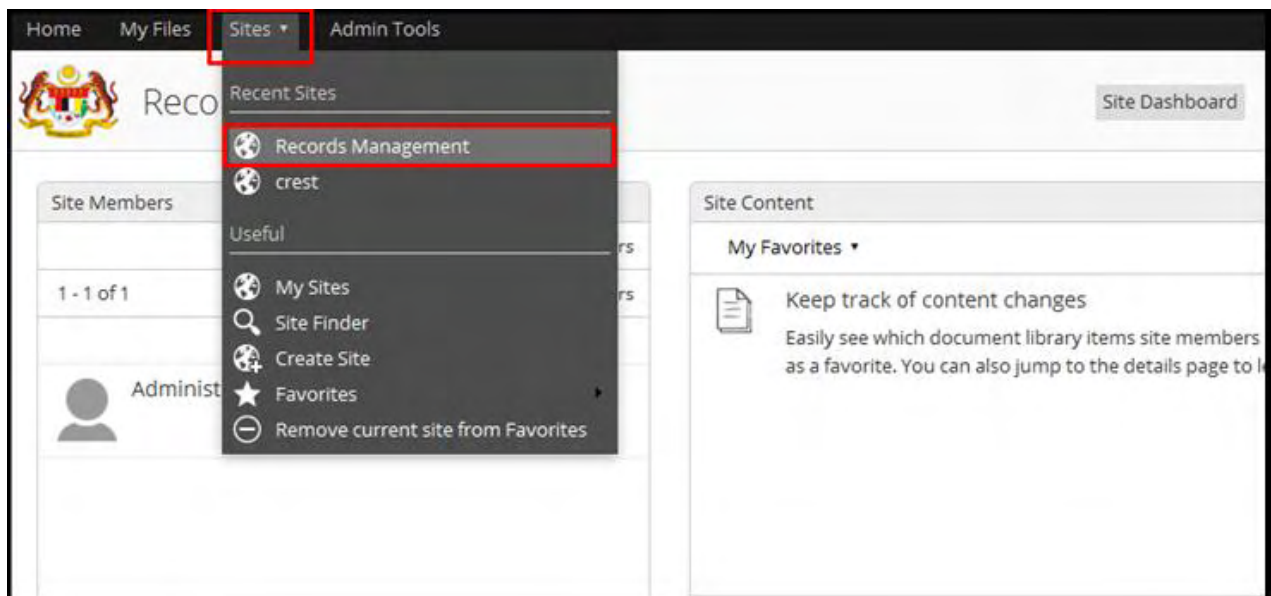 Home My Files Sites Admin Tools
Reco
Site Dashboard
Recent Sites
Records Management
crest
Useful
My Sites
Site Finder
Create Site
Favorites
Remove current site from Favorites
Site Members
rs
1 - 1 of 1
rs
Administ
Site Content
My Favorites
Keep track of content changes
Easily see which document library items site members
as a favorite. You can also jump to the details page to l